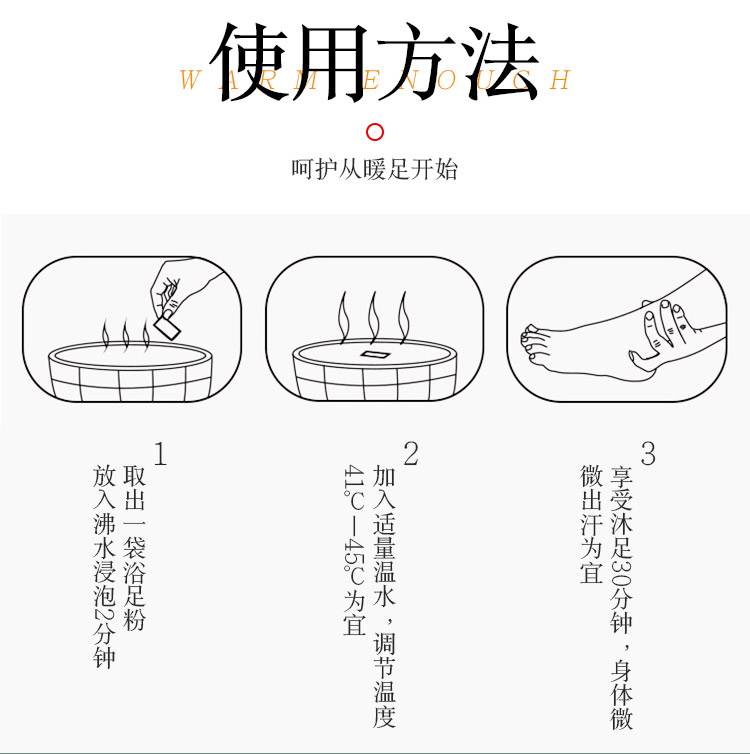 使用方法
WARM ENOUGH
呵护从暖足开始
1
取出一袋浴足粉
放入沸水浸泡2分钟
2
加入适量温水，调节温度
41℃—45℃为宜
3
享受沐足30分钟，身体微
微出汗为宜